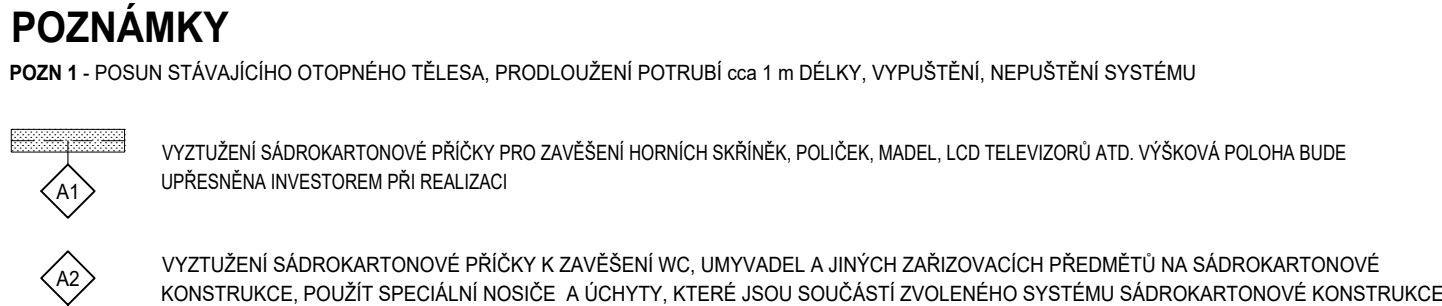 POZNÁMKY
POZN 1 - POSUN STÁVAJÍCÍHO OTOPNÉHO TĚLESA, PRODLOUŽENÍ POTRUBÍ cca 1 m DÉLKY, VYPUŠTĚNÍ, NEPUŠTĚNÍ SYSTÉMU
VYZTUŽENÍ SÁDROKARTONOVÉ PŘÍČKY PRO ZAVĚŠENÍ HORNÍCH SKŘÍNĚK, POLIČEK, MADEL, LCD TELEVIZORŮ ATD. VÝŠKOVÁ POLOHA BUDE
A1 UPŘESNĚNA INVESTOREM PŘI REALIZACI
A2 VYZTUŽENÍ SÁDROKARTONOVÉ PŘÍČKY K ZAVĚŠENÍ WC, UMYVADEL A JINÝCH ZAŘIZOVACÍCH PŘEDMĚTŮ NA SÁDROKARTONOVÉ
KONSTRUKCE, POUŽÍT SPECIÁLNÍ NOSIČE A ÚCHYTY, KTERÉ JSOU SOUČÁSTÍ ZVOLENÉHO SYSTÉMU SÁDROKARTONOVÉ KONSTRUKCE